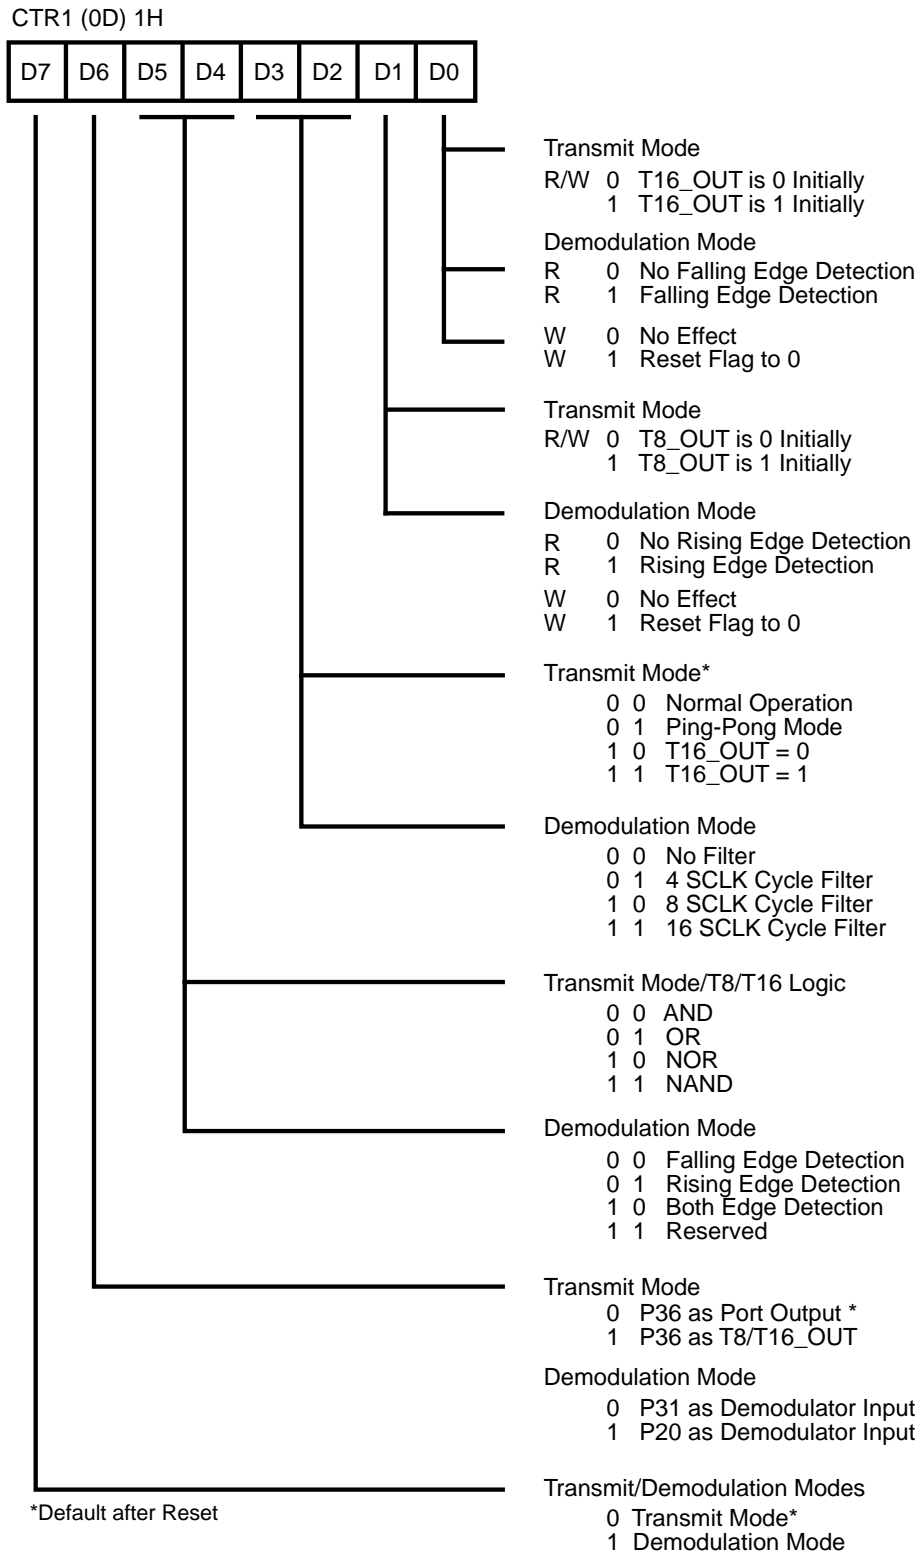 CTR1 (0D) 1H
D7 D6 D5 D4 D3 D2 D1 D0
Transmit Mode
R/W 0 T16_OUT is 0 Initially
1 T16_OUT is 1 Initially
Demodulation Mode
R 0 No Falling Edge Detection
R 1 Falling Edge Detection
W 0 No Effect
W 1 Reset Flag to 0
Transmit Mode
R/W 0 T8_OUT is 0 Initially
1 T8_OUT is 1 Initially
Demodulation Mode
R 0 No Rising Edge Detection
R 1 Rising Edge Detection
W 0 No Effect
W 1 Reset Flag to 0
Transmit Mode*
0 0 Normal Operation
0 1 Ping-Pong Mode
1 0 T16_OUT = 0
1 1 T16_OUT = 1
Demodulation Mode
0 0 No Filter
0 1 4 SCLK Cycle Filter
1 0 8 SCLK Cycle Filter
1 1 16 SCLK Cycle Filter
Transmit Mode/T8/T16 Logic
0 0 AND
0 1 OR
1 0 NOR
1 1 NAND
Demodulation Mode
0 0 Falling Edge Detection
0 1 Rising Edge Detection
1 0 Both Edge Detection
1 1 Reserved
Transmit Mode
0 P36 as Port Output *
1 P36 as T8/T16_OUT
Demodulation Mode
0 P31 as Demodulator Input
1 P20 as Demodulator Input
Transmit/Demodulation Modes
0 Transmit Mode*
1 Demodulation Mode
*Default after Reset